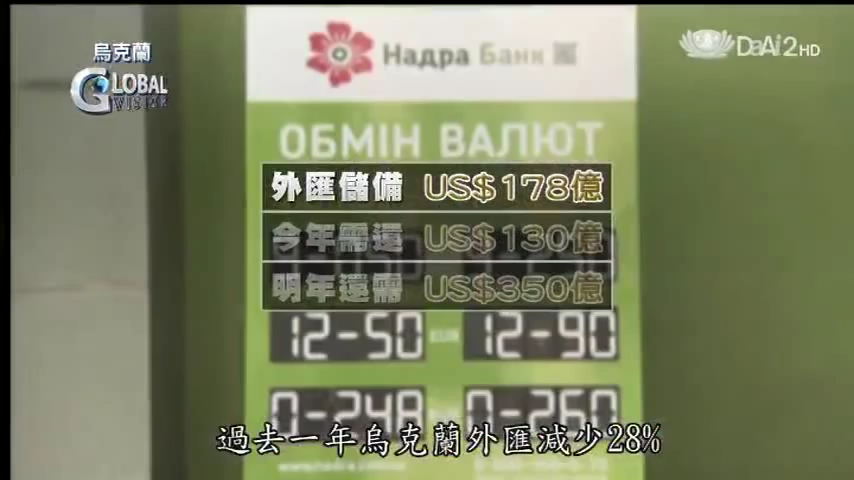 烏克蘭
GLOBAL
VISION
DaAi2HD
Надра Банк
ОБМІН ВАЛЮТ
外匯儲備 US$178億
今年需還 US$130億
明年還需 US$350億
12-50 EUR 12-90
0-248 0-260
過去一年烏克蘭外匯減少28%